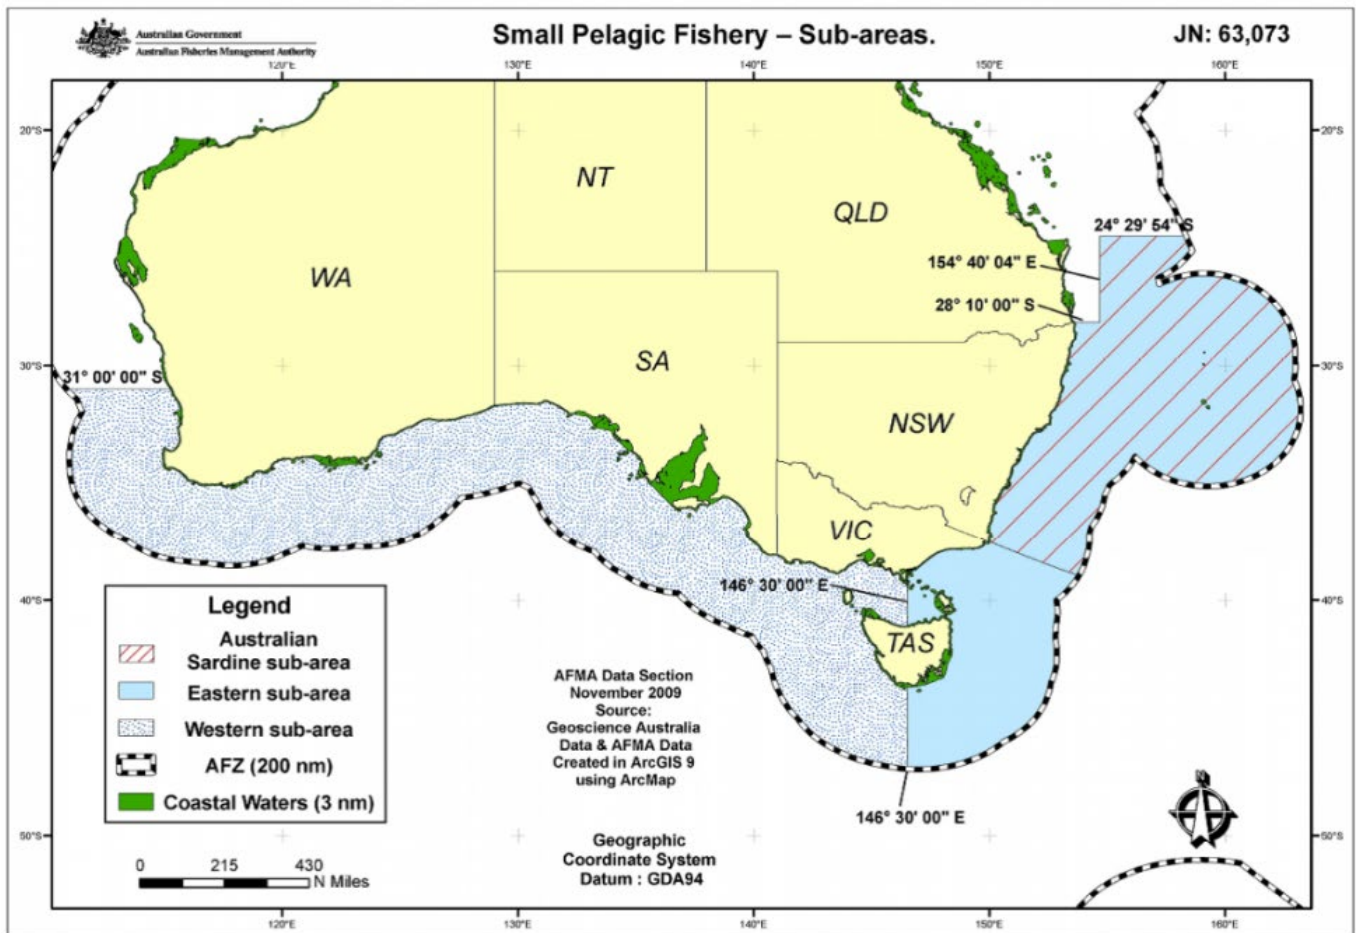 Australian Government
Australian Fisheries Management Authority
Small Pelagic Fishery – Sub-areas.
JN: 63,073
120°E 130°E 140°E 150°E 160°E
20°S 20°S
NT
QLD
24° 29' 54" S
154° 40' 04" E
WA
28° 10' 00" S
SA
30°S 30°S
31° 00' 00" S
NSW
VIC
146° 30' 00" E
40°S 40°S
TAS
Legend
Australian
Sardine sub-area
Eastern sub-area
Western sub-area
AFZ (200 nm)
Coastal Waters (3 nm)
AFMA Data Section
November 2009
Source:
Geoscience Australia
Data & AFMA Data
Created in ArcGIS 9
using ArcMap
N
146° 30' 00" E
50°S 50°S
Geographic
Coordinate System
Datum : GDA94
0 215 430
N Miles
120°E 130°E 140°E 150°E 160°E